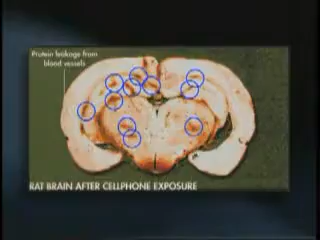 Protein leakage from
blood vessels
RAT BRAIN AFTER CELLPHONE EXPOSURE